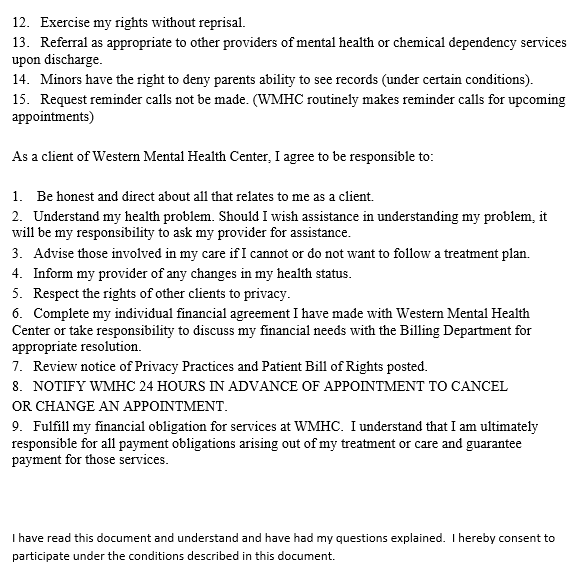 12.   Exercise my rights without reprisal.
13.   Referral as appropriate to other providers of mental health or chemical dependency services
upon discharge.
14.   Minors have the right to deny parents ability to see records (under certain conditions).
15.   Request reminder calls not be made. (WMHC routinely makes reminder calls for upcoming
appointments)
As a client of Western Mental Health Center, I agree to be responsible to:
1.    Be honest and direct about all that relates to me as a client.
2.   Understand my health problem. Should I wish assistance in understanding my problem, it
will be my responsibility to ask my provider for assistance.
3.   Advise those involved in my care if I cannot or do not want to follow a treatment plan.
4.   Inform my provider of any changes in my health status.
5.   Respect the rights of other clients to privacy.
6.   Complete my individual financial agreement I have made with Western Mental Health
Center or take responsibility to discuss my financial needs with the Billing Department for
appropriate resolution.
7.   Review notice of Privacy Practices and Patient Bill of Rights posted.
8.   NOTIFY WMHC 24 HOURS IN ADVANCE OF APPOINTMENT TO CANCEL
OR CHANGE AN APPOINTMENT.
9.   Fulfill my financial obligation for services at WMHC.  I understand that I am ultimately
responsible for all payment obligations arising out of my treatment or care and guarantee
payment for those services.
I have read this document and understand and have had my questions explained.  I hereby consent to
participate under the conditions described in this document.